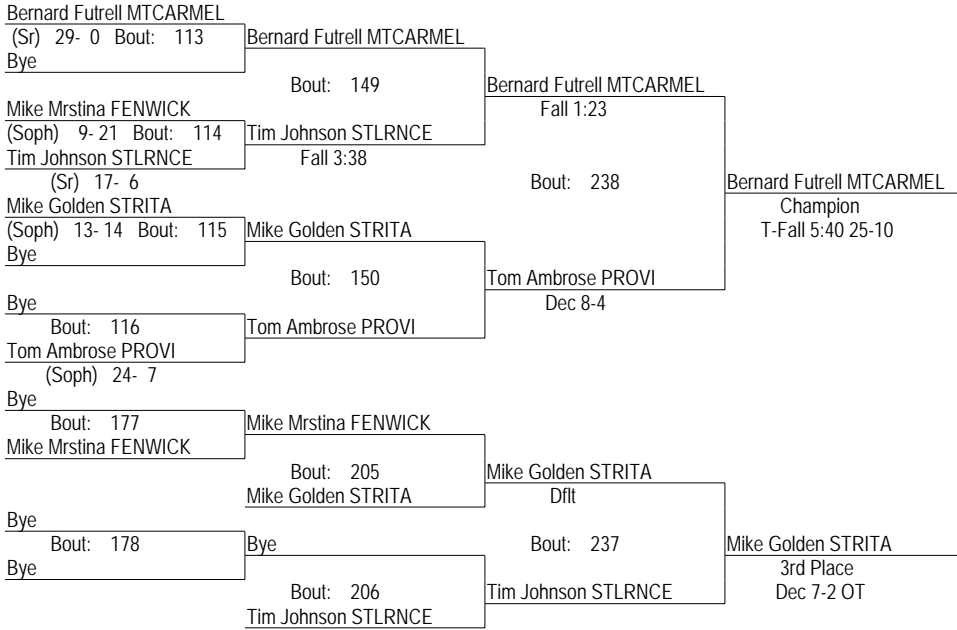 Bernard Futrell MTCARMEL
(Sr) 29- 0 Bout: 113
Bernard Futrell MTCARMEL
Bye
Bout: 149
Bernard Futrell MTCARMEL
Mike Mrstina FENWICK
Fall 1:23
(Soph) 9- 21 Bout: 114
Tim Johnson STLRNCE
Tim Johnson STLRNCE
Fall 3:38
(Sr) 17- 6
Bout: 238
Bernard Futrell MTCARMEL
Mike Golden STRITA
Champion
(Soph) 13- 14 Bout: 115
Mike Golden STRITA
T-Fall 5:40 25-10
Bye
Bout: 150
Tom Ambrose PROVI
Bye
Dec 8-4
Bout: 116
Tom Ambrose PROVI
Tom Ambrose PROVI
(Soph) 24- 7
Bye
Bout: 177
Mike Mrstina FENWICK
Mike Mrstina FENWICK
Bout: 205
Mike Golden STRITA
Mike Golden STRITA
Dflt
Bye
Bout: 178
Bye
Bout: 237
Mike Golden STRITA
Bye
3rd Place
Bout: 206
Tim Johnson STLRNCE
Dec 7-2 OT
Tim Johnson STLRNCE